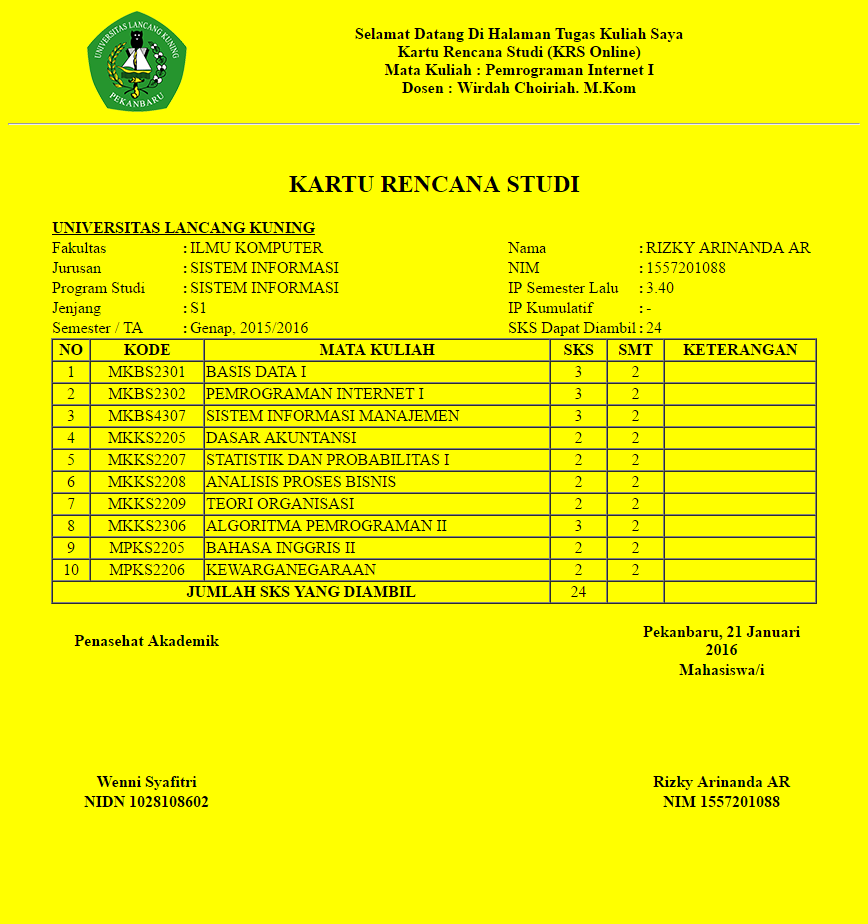 UNIVERSITAS LANCANG KUNING
PEKANBARU
Selamat Datang Di Halaman Tugas Kuliah Saya
Kartu Rencana Studi (KRS Online)
Mata Kuliah : Pemrograman Internet I
Dosen : Wirdah Choiriah. M.Kom
KARTU RENCANA STUDI
UNIVERSITAS LANCANG KUNING
Fakultas : ILMU KOMPUTER Nama : RIZKY ARINANDA AR
Jurusan : SISTEM INFORMASI NIM : 1557201088
Program Studi : SISTEM INFORMASI IP Semester Lalu : 3.40
Jenjang : S1 IP Kumulatif : -
Semester / TA : Genap, 2015/2016 SKS Dapat Diambil : 24
NO KODE MATA KULIAH SKS SMT KETERANGAN
1 MKBS2301 BASIS DATA I 3 2
2 MKBS2302 PEMROGRAMAN INTERNET I 3 2
3 MKBS4307 SISTEM INFORMASI MANAJEMEN 3 2
4 MKKS2205 DASAR AKUNTANSI 2 2
5 MKKS2207 STATISTIK DAN PROBABILITAS I 2 2
6 MKKS2208 ANALISIS PROSES BISNIS 2 2
7 MKKS2209 TEORI ORGANISASI 2 2
8 MKKS2306 ALGORITMA PEMROGRAMAN II 3 2
9 MPKS2205 BAHASA INGGRIS II 2 2
10 MPKS2206 KEWARGANEGARAAN 2 2
JUMLAH SKS YANG DIAMBIL 24
Penasehat Akademik
Pekanbaru, 21 Januari
2016
Mahasiswa/i
Wenni Syafitri Rizky Arinanda AR
NIDN 1028108602 NIM 1557201088